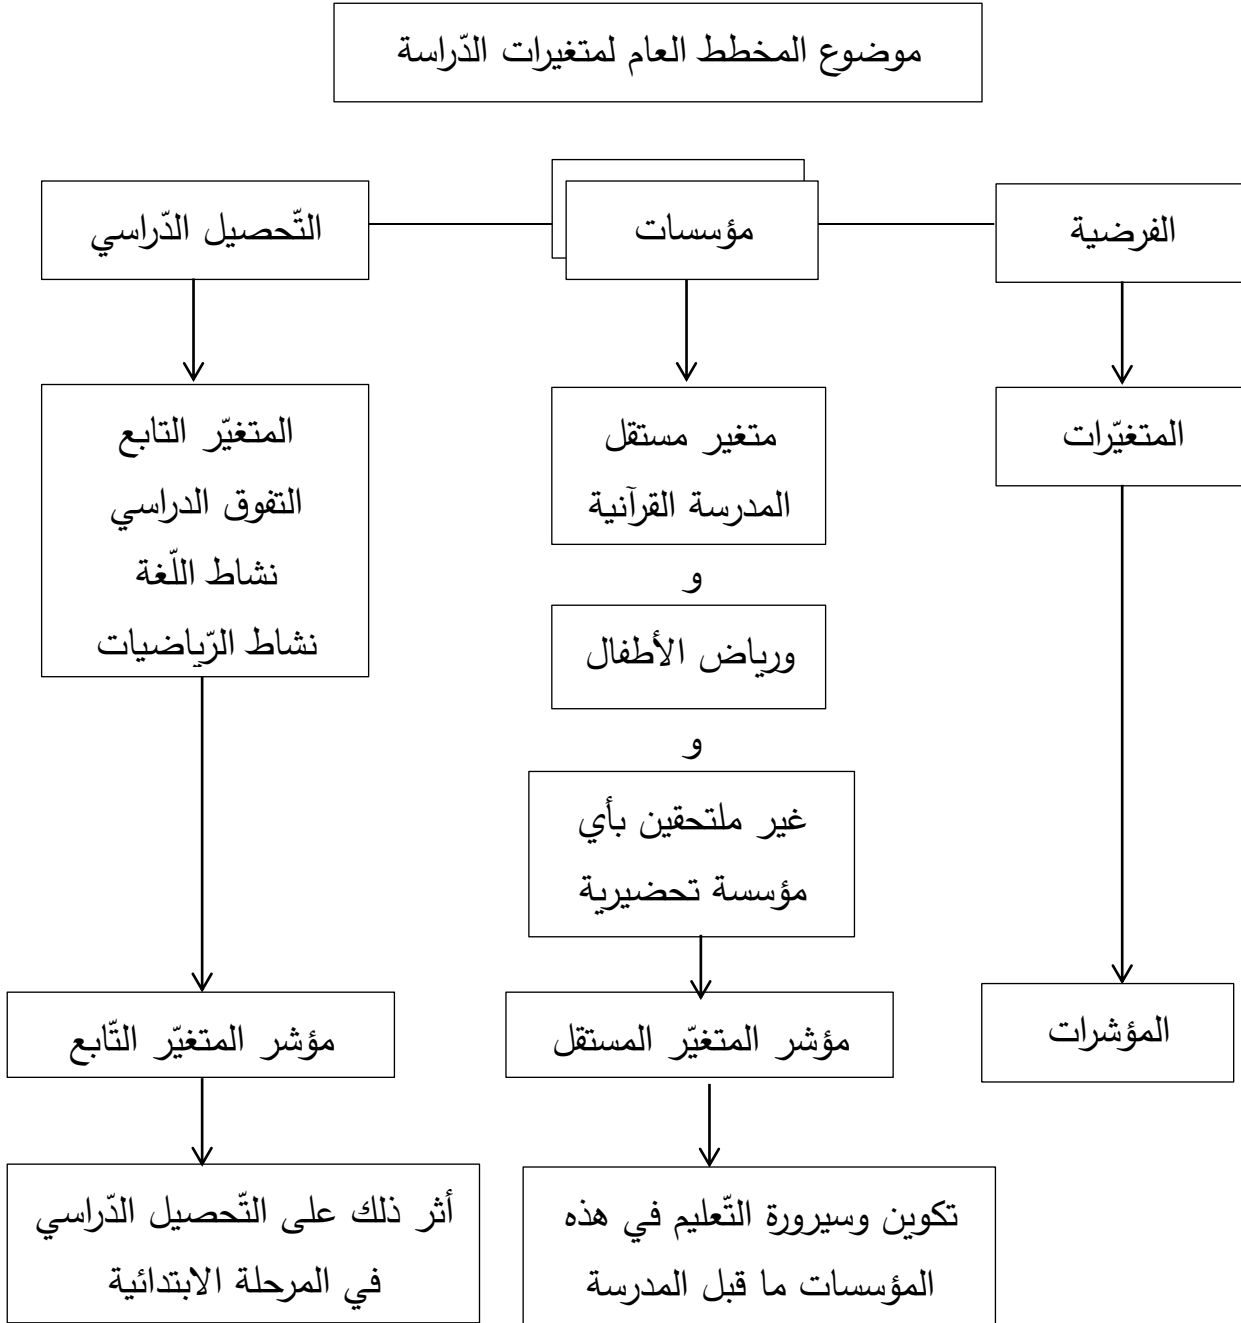 موضوع المخطط العام لمتغيرات الدّراسة
الفرضية
مؤسسات
التّحصيل الدّراسي
المتغيّرات
متغير مستقل
المدرسة القرآنية
و
ورياض الأطفال
و
غير ملتحقين بأي
مؤسسة تحضيرية
المتغيّر التابع
التفوق الدراسي
نشاط اللّغة
نشاط الرّياضيات
المؤشرات
مؤشر المتغيّر المستقل
مؤشر المتغيّر التّابع
تكوين وسيرورة التّعليم في هذه
المؤسسات ما قبل المدرسة
أثر ذلك على التّحصيل الدّراسي
في المرحلة الابتدائية